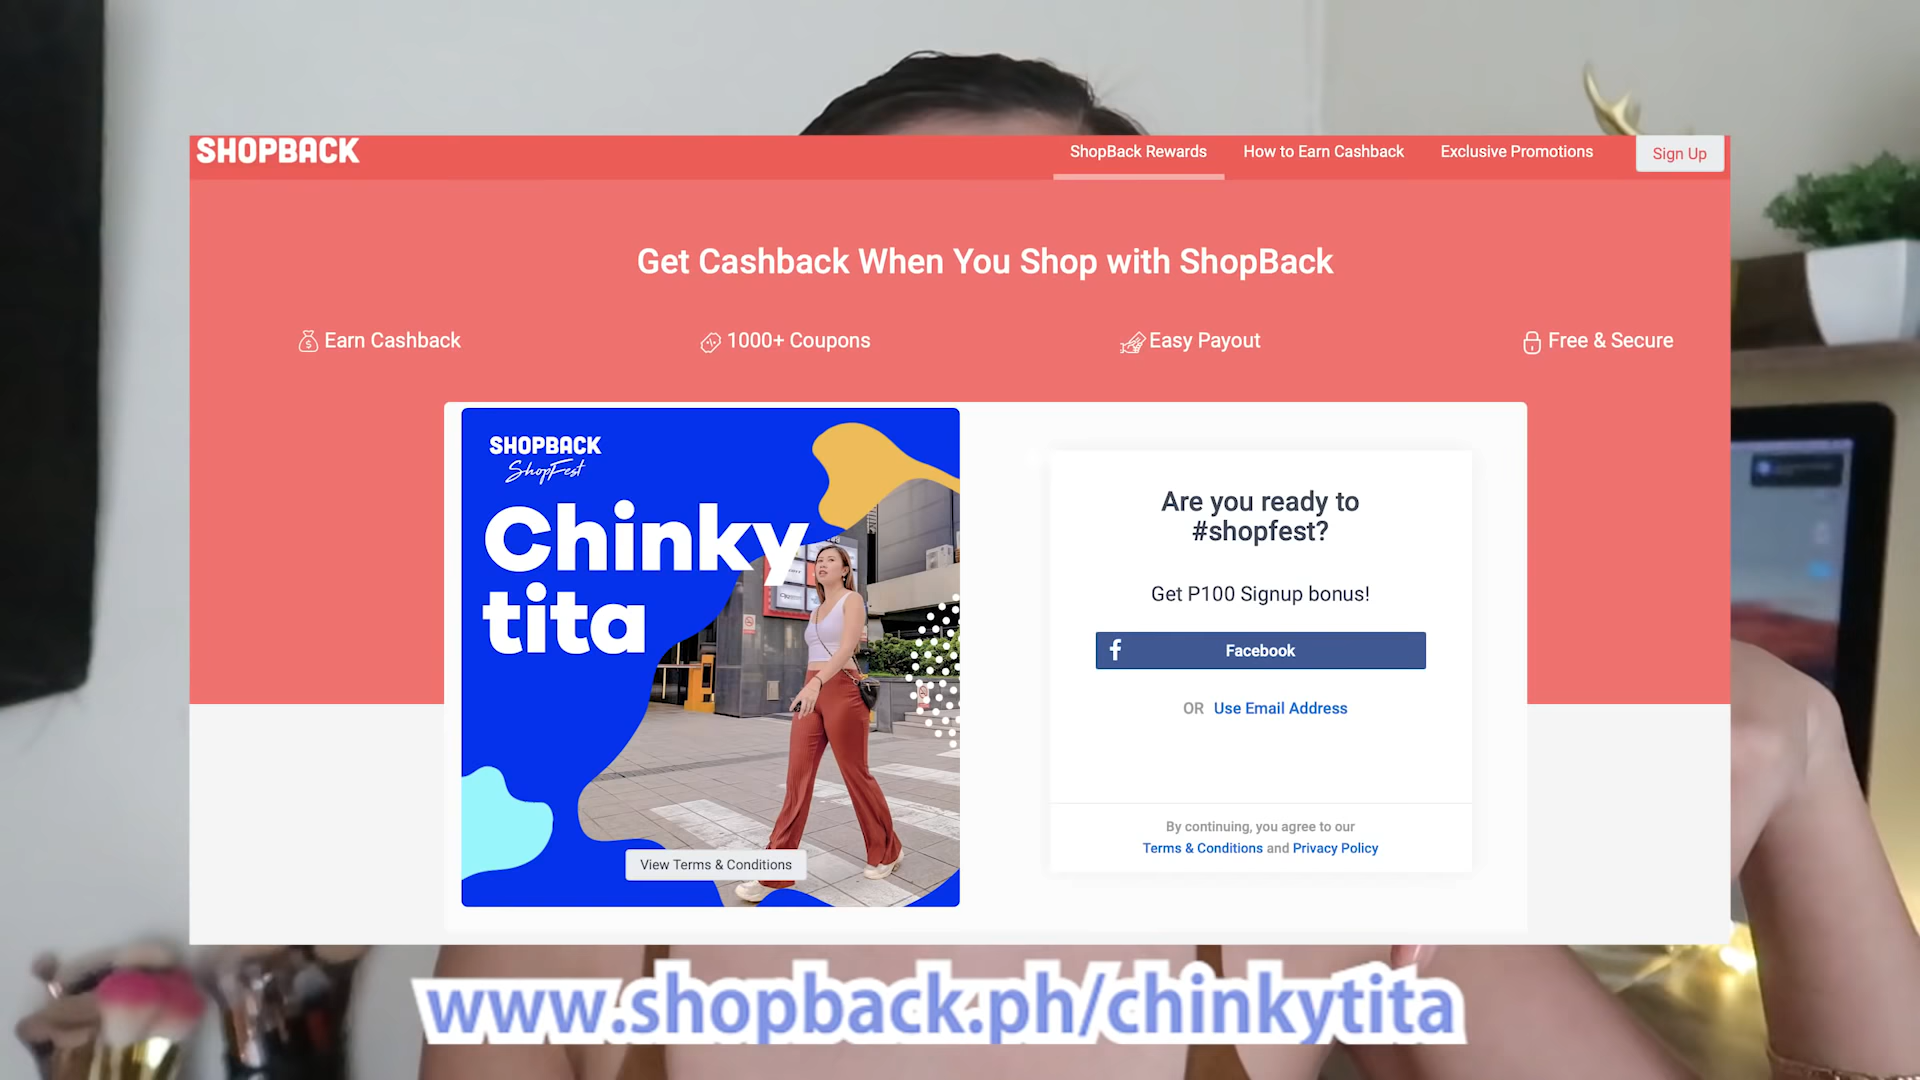 SHOPBACK
ShopBack Rewards
How to Earn Cashback
Exclusive Promotions
Sign Up
Get Cashback When You Shop with ShopBack
Earn Cashback
1000+ Coupons
Easy Payout
Free & Secure
SHOPBACK
ShopFest
Chinky
tita
View Terms & Conditions
Are you ready to
#shopfest?
Get P100 Signup bonus!
f Facebook
OR Use Email Address
By continuing, you agree to our
Terms & Conditions and Privacy Policy
www.shopback.ph/chinkytita